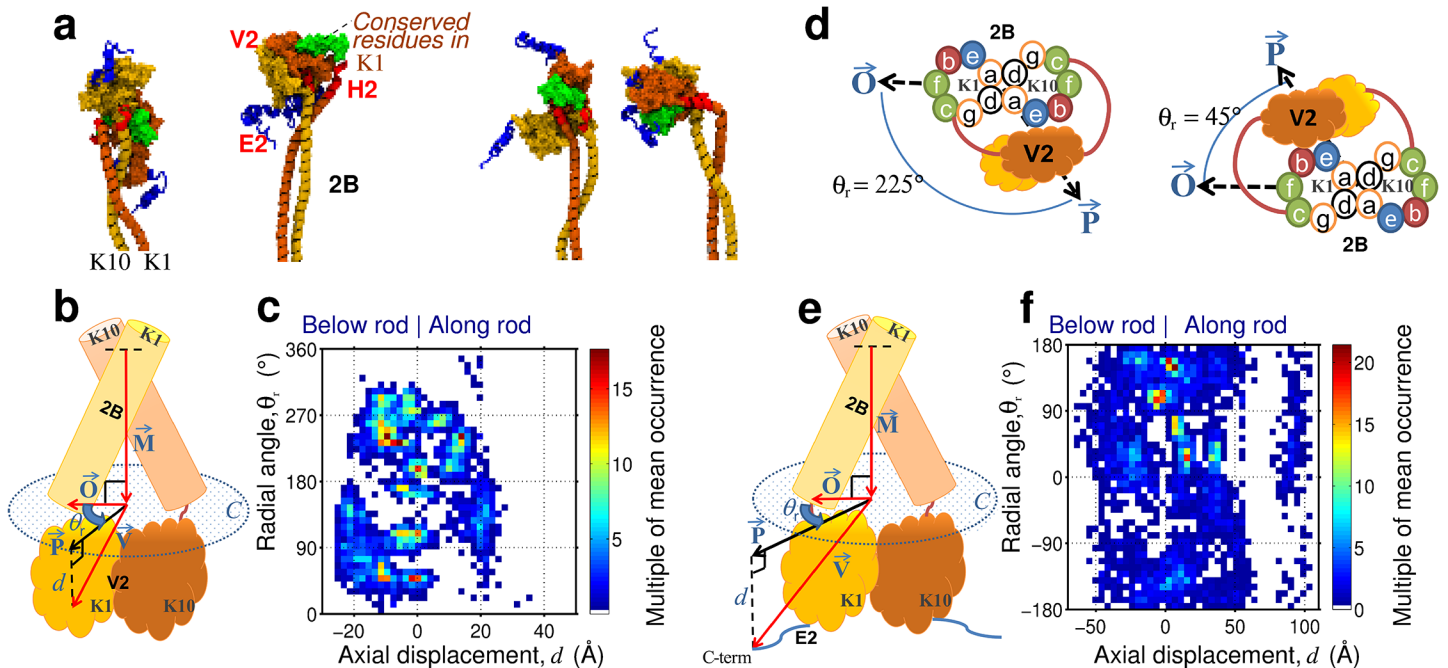 a
V2
Conserved
residues in
K1
H2
E2
2B
K10 K1
b
K10
K1
2B
M
O
C
θr
P
V
d
V2
K1
K10
c
Below rod | Along rod
Radial angle, θr (°)
360
270
180
90
0
−20 0 20 40
Axial displacement, d (Å)
15
10
5
Multiple of mean occurrence
d
2B
b e a d g c
O f K1 K10 f
c g d a e b
V2
θr = 225°
P
P
θr = 45°
V2
b e a d g c
O f K1 K10 f
c g d a e b
2B
e
K10
K1
2B
M
O
C
θr
P
V
d
K1
K10
E2
C-term
f
Below rod | Along rod
Radial angle, θr (°)
180
90
0
−90
−180
−50 0 50 100
Axial displacement, d (Å)
20
15
10
5
0
Multiple of mean occurrence